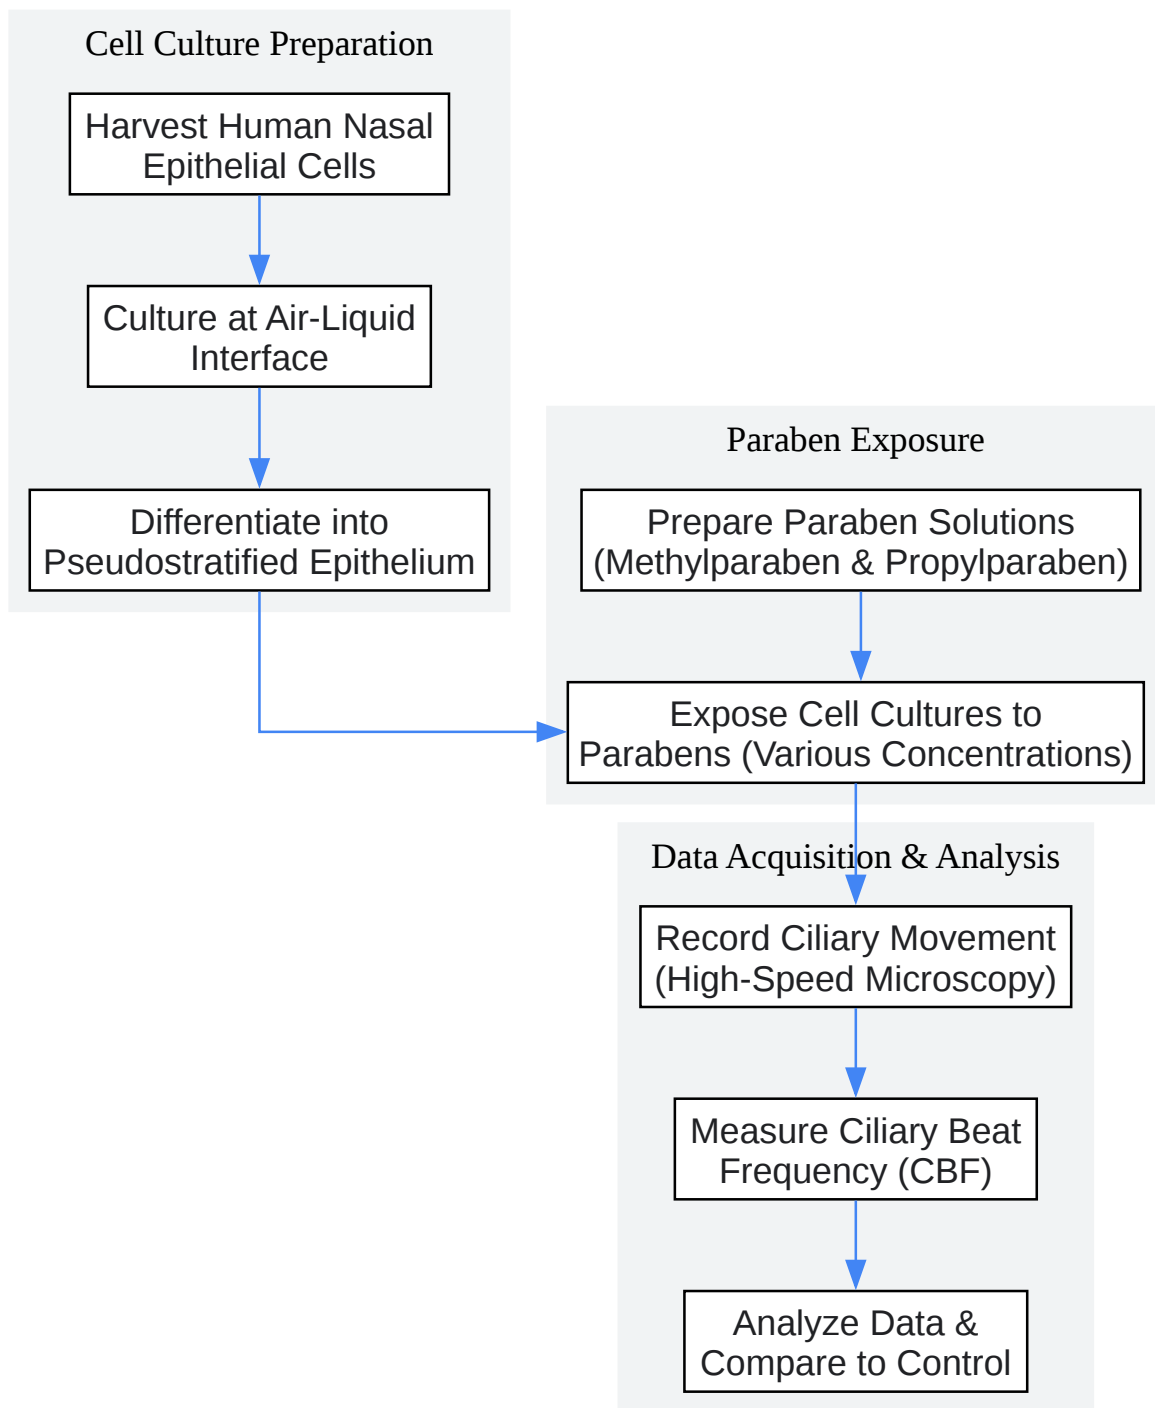 Cell Culture Preparation
Harvest Human Nasal
Epithelial Cells
Culture at Air-Liquid
Interface
Differentiate into
Pseudostratified Epithelium
Paraben Exposure
Prepare Paraben Solutions
(Methylparaben & Propylparaben)
Expose Cell Cultures to
Parabens (Various Concentrations)
Data Acquisition & Analysis
Record Ciliary Movement
(High-Speed Microscopy)
Measure Ciliary Beat
Frequency (CBF)
Analyze Data &
Compare to Control